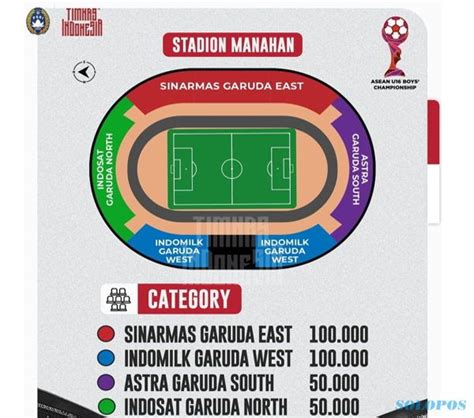 TIMNAS
INDONESIA
STADION MANAHAN
ASEAN U16 BOYS'
CHAMPIONSHIP
SINARMAS GARUDA EAST
INDOSAT
GARUDA NORTH
ASTRA
GARUDA SOUTH
INDOMILK
GARUDA
WEST
INDOMILK
GARUDA
WEST
TIMNAS
INDONESIA
CATEGORY
SINARMAS GARUDA EAST 100.000
INDOMILK GARUDA WEST 100.000
ASTRA GARUDA SOUTH 50.000
INDOSAT GARUDA NORTH 50.000
SOLOPOS